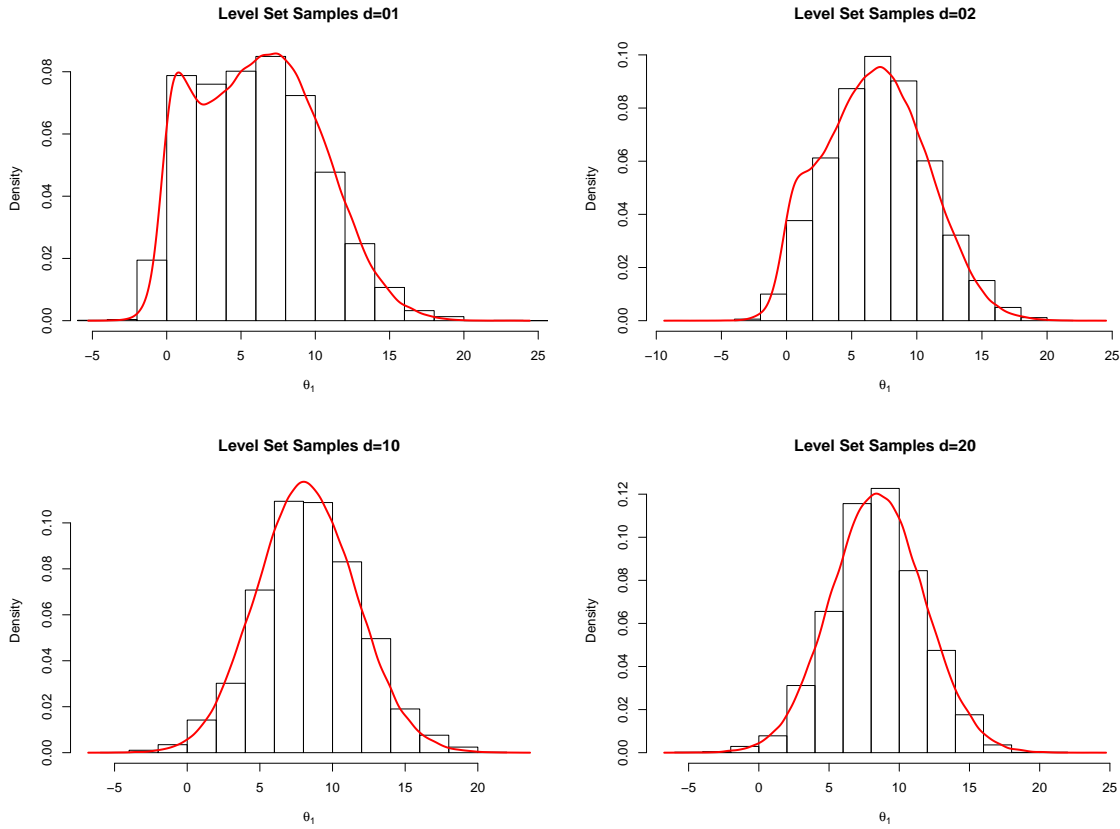 Level Set Samples d=01
Density
0.00 0.02 0.04 0.06 0.08
−5 0 5 10 15 20 25
θ1
Level Set Samples d=02
Density
0.00 0.02 0.04 0.06 0.08 0.10
−10 −5 0 5 10 15 20 25
θ1
Level Set Samples d=10
Density
0.00 0.02 0.04 0.06 0.08 0.10
−5 0 5 10 15 20
θ1
Level Set Samples d=20
Density
0.00 0.02 0.04 0.06 0.08 0.10 0.12
−5 0 5 10 15 20 25
θ1